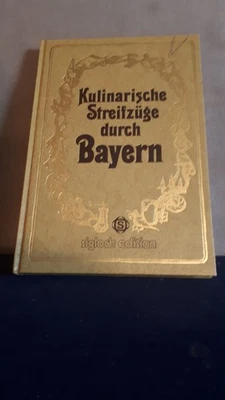 Kulinarische
Streifzüge
durch
Bayern
S
sigloch edition